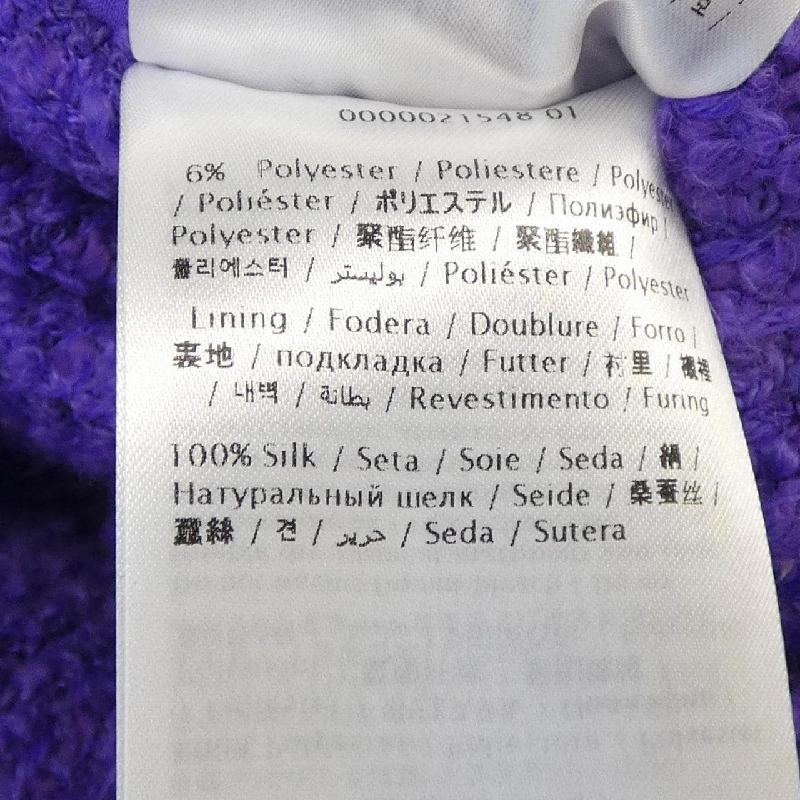 0000021548 01
6% Polyester / Poliestere / Polyester
/ Poliéster / ポリエステル / Полиэфир /
Polyester / 聚酯纤维 / 聚酯纖維 /
폴리에스터 / بوليستر / Poliéster / Polyester
Lining / Fodera / Doublure / Forro /
裏地 / подкладка / Futter / 衬里 / 襯裡
/ 내벽 / بطانة / Revestimento / Furing
100% Silk / Seta / Soie / Seda / 絹 /
Натуральный шелк / Seide / 桑蚕丝 /
蠶絲 / 견 / حرير / Seda / Sutera